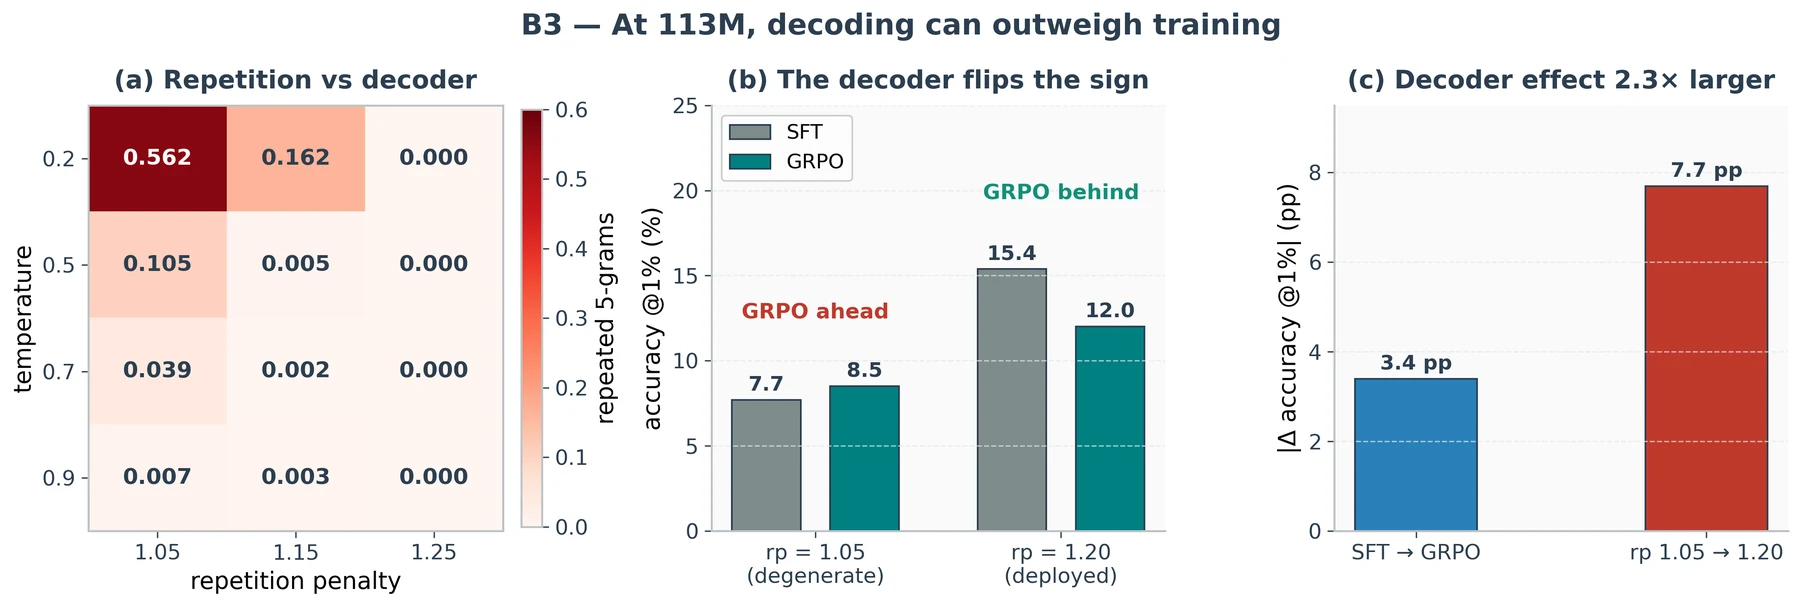 B3 — At 113M, decoding can outweigh training
(a) Repetition vs decoder
temperature
0.2
0.5
0.7
0.9
0.562 0.162 0.000
0.105 0.005 0.000
0.039 0.002 0.000
0.007 0.003 0.000
1.05 1.15 1.25
repetition penalty
0.6
0.5
0.4
0.3
0.2
0.1
0.0
repeated 5-grams
(b) The decoder flips the sign
accuracy @1% (%)
25
20
15
10
5
0
SFT
GRPO
GRPO behind
GRPO ahead
7.7
8.5
15.4
12.0
rp = 1.05
(degenerate)
rp = 1.20
(deployed)
(c) Decoder effect 2.3× larger
|Δ accuracy @1%| (pp)
8
6
4
2
0
3.4 pp
7.7 pp
SFT → GRPO
rp 1.05 → 1.20